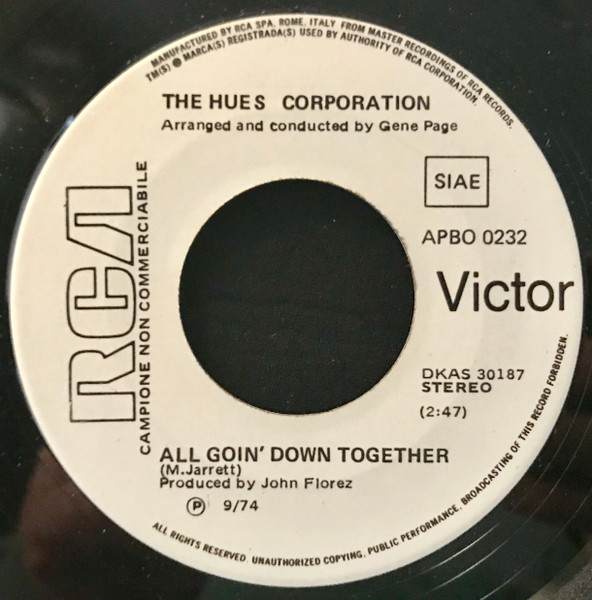 MANUFACTURED BY RCA SPA. ROME. ITALY FROM MASTER RECORDINGS OF RCA RECORDS.
TM(S) ® MARCA(S) REGISTRADA(S) USED BY AUTHORITY OF RCA CORPORATION.
THE HUES CORPORATION
Arranged and conducted by Gene Page
SIAE
APBO 0232
Victor
RCA
CAMPIONE NON COMMERCIABILE
DKAS 30187
STEREO
(2:47)
ALL GOIN' DOWN TOGETHER
(M.Jarrett)
Produced by John Florez
Ⓟ 9/74
ALL RIGHTS RESERVED. UNAUTHORIZED COPYING. PUBLIC PERFORMANCE. BROADCASTING OF THIS RECORD FORBIDDEN.